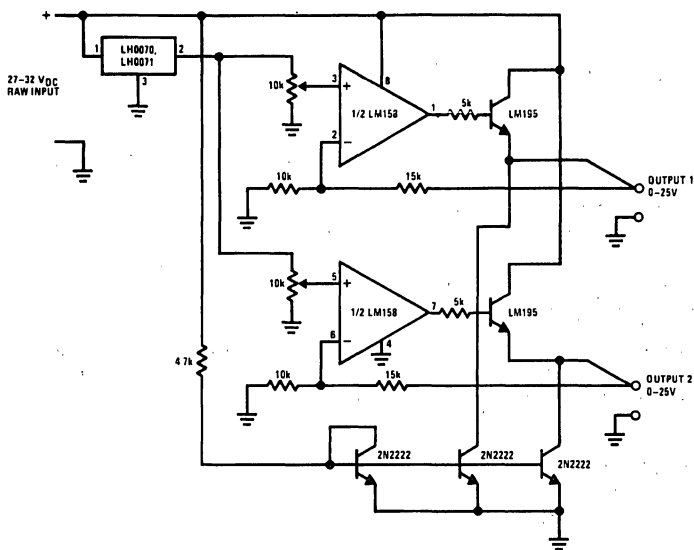 +
1
LH0070,
LH0071
2
3
27–32 VDC
RAW INPUT
10k
3
+
2
−
8
1/2 LM158
1
5k
LM195
10k
15k
OUTPUT 1
0–25V
10k
5
+
6
−
4
1/2 LM158
7
5k
LM195
4 7k
10k
15k
OUTPUT 2
0–25V
2N2222
2N2222
2N2222